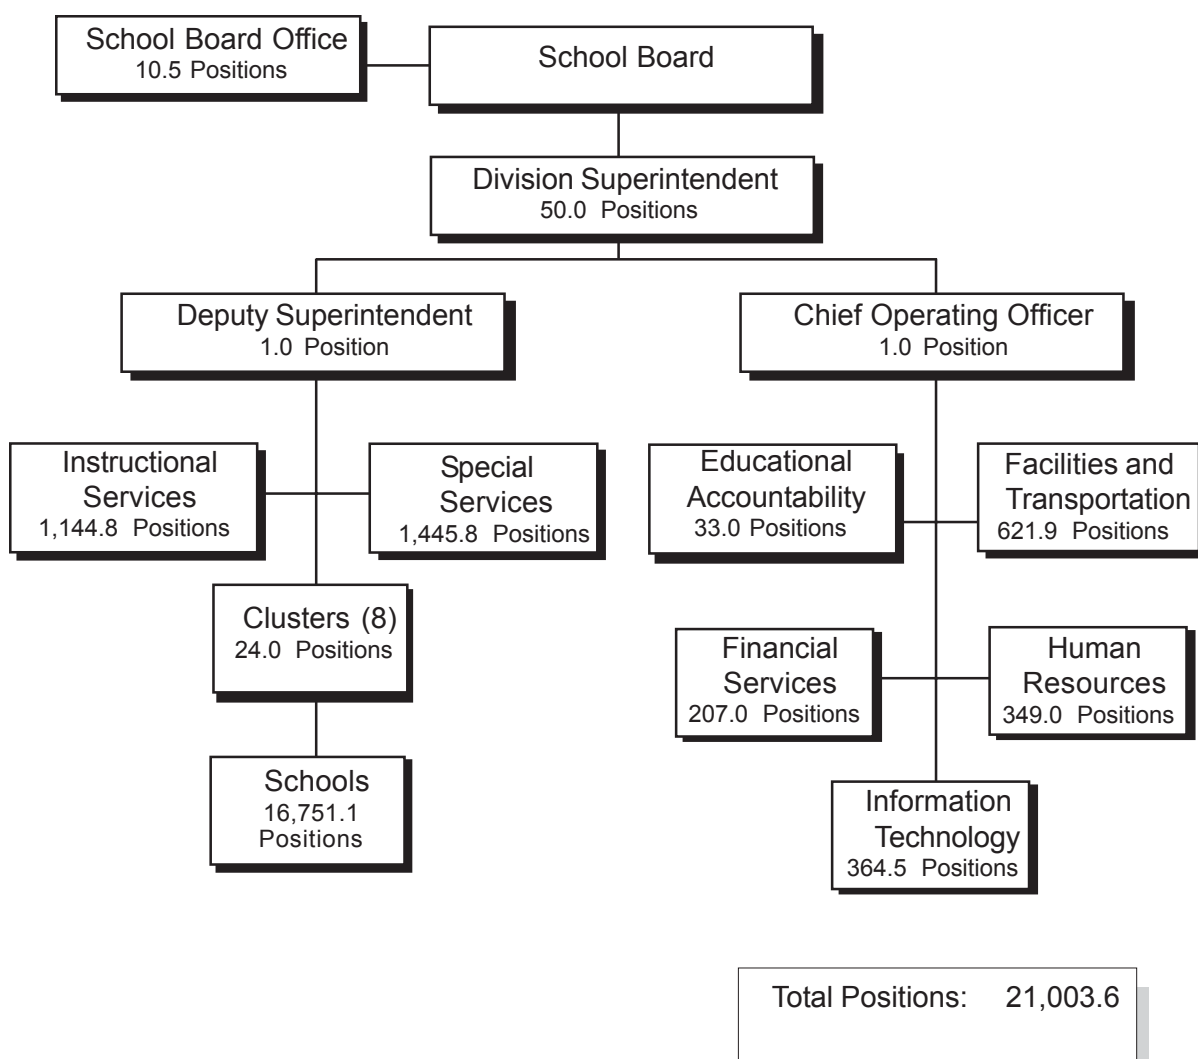 School Board Office
10.5 Positions
School Board
Division Superintendent
50.0 Positions
Deputy Superintendent
1.0 Position
Chief Operating Officer
1.0 Position
Instructional
Services
1,144.8 Positions
Special
Services
1,445.8 Positions
Educational
Accountability
33.0 Positions
Facilities and
Transportation
621.9 Positions
Clusters (8)
24.0 Positions
Financial
Services
207.0 Positions
Human
Resources
349.0 Positions
Schools
16,751.1
Positions
Information
Technology
364.5 Positions
Total Positions: 21,003.6